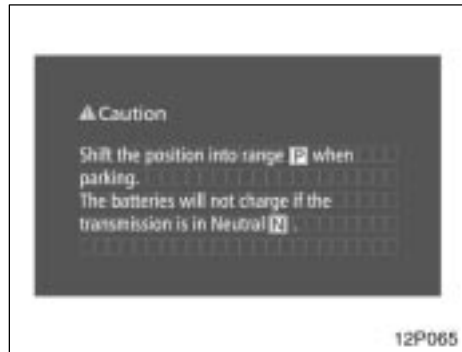 ⚠Caution
Shift the position into range P when
parking.
The batteries will not charge if the
transmission is in Neutral N .
12P065